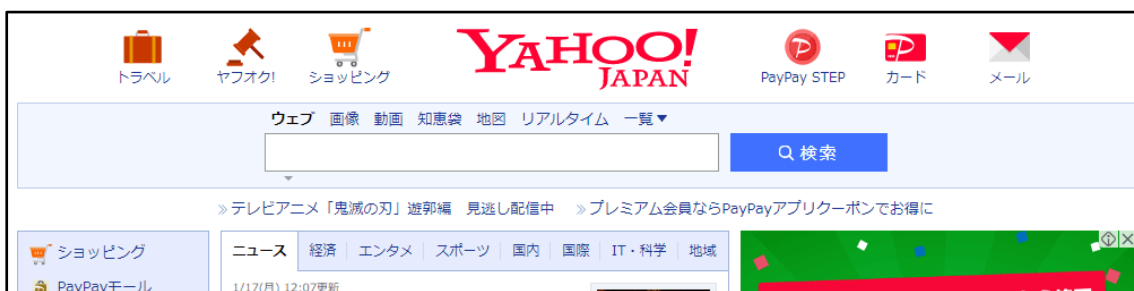 YAHOO!
JAPAN
トラベル ヤフオク! ショッピング PayPay STEP カード メール
ウェブ 画像 動画 知恵袋 地図 リアルタイム 一覧▼
検索
»テレビアニメ「鬼滅の刃」遊郭編 見逃し配信中 »プレミアム会員ならPayPayアプリクーポンでお得に
ショッピング
ニュース 経済 エンタメ スポーツ 国内 国際 IT・科学 地域
PayPayモール
1/17(月) 12:07更新